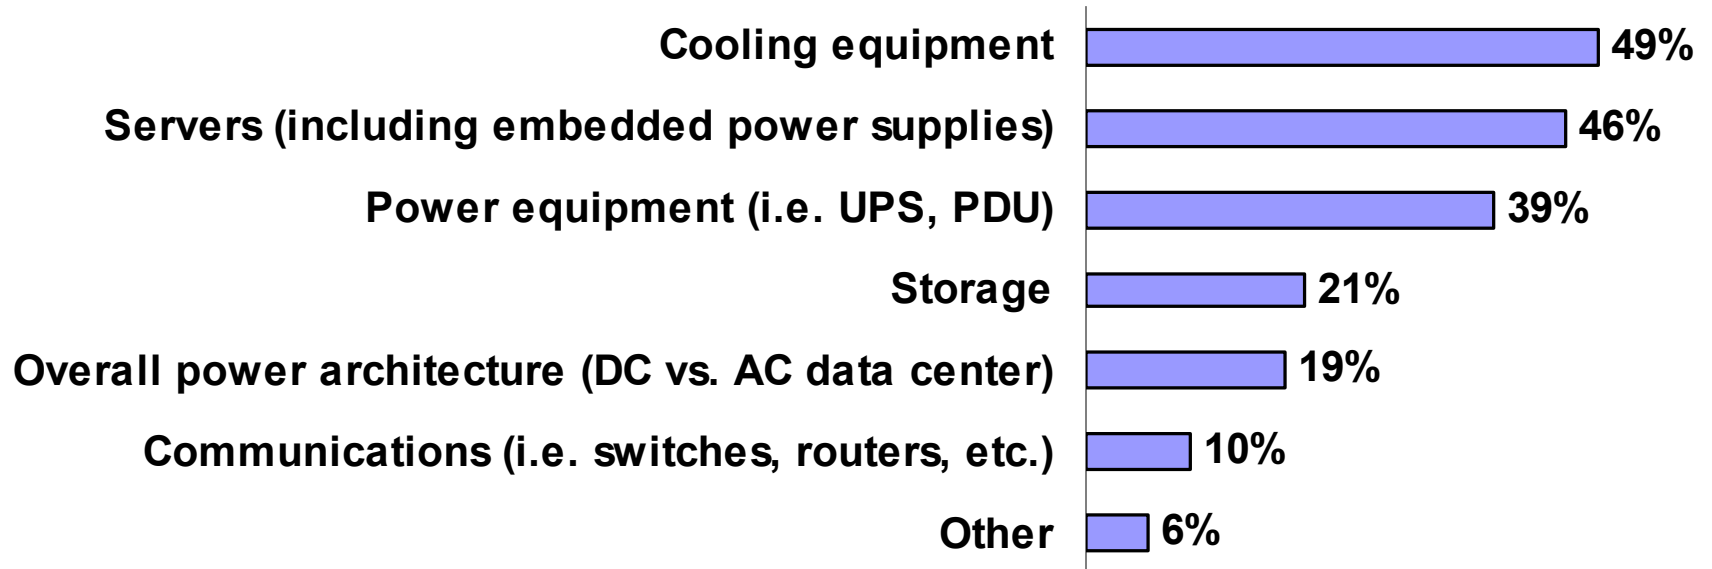 Cooling equipment 49%
Servers (including embedded power supplies) 46%
Power equipment (i.e. UPS, PDU) 39%
Storage 21%
Overall power architecture (DC vs. AC data center) 19%
Communications (i.e. switches, routers, etc.) 10%
Other 6%